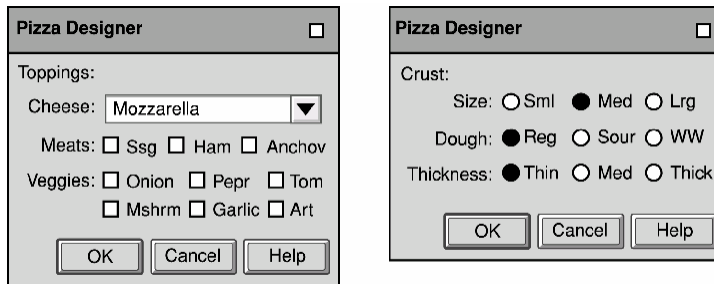 Pizza Designer
Toppings:
Cheese: Mozzarella
Meats: Ssg Ham Anchov
Veggies: Onion Pepr Tom
Mshrm Garlic Art
OK Cancel Help
Pizza Designer
Crust:
Size: Sml Med Lrg
Dough: Reg Sour WW
Thickness: Thin Med Thick
OK Cancel Help